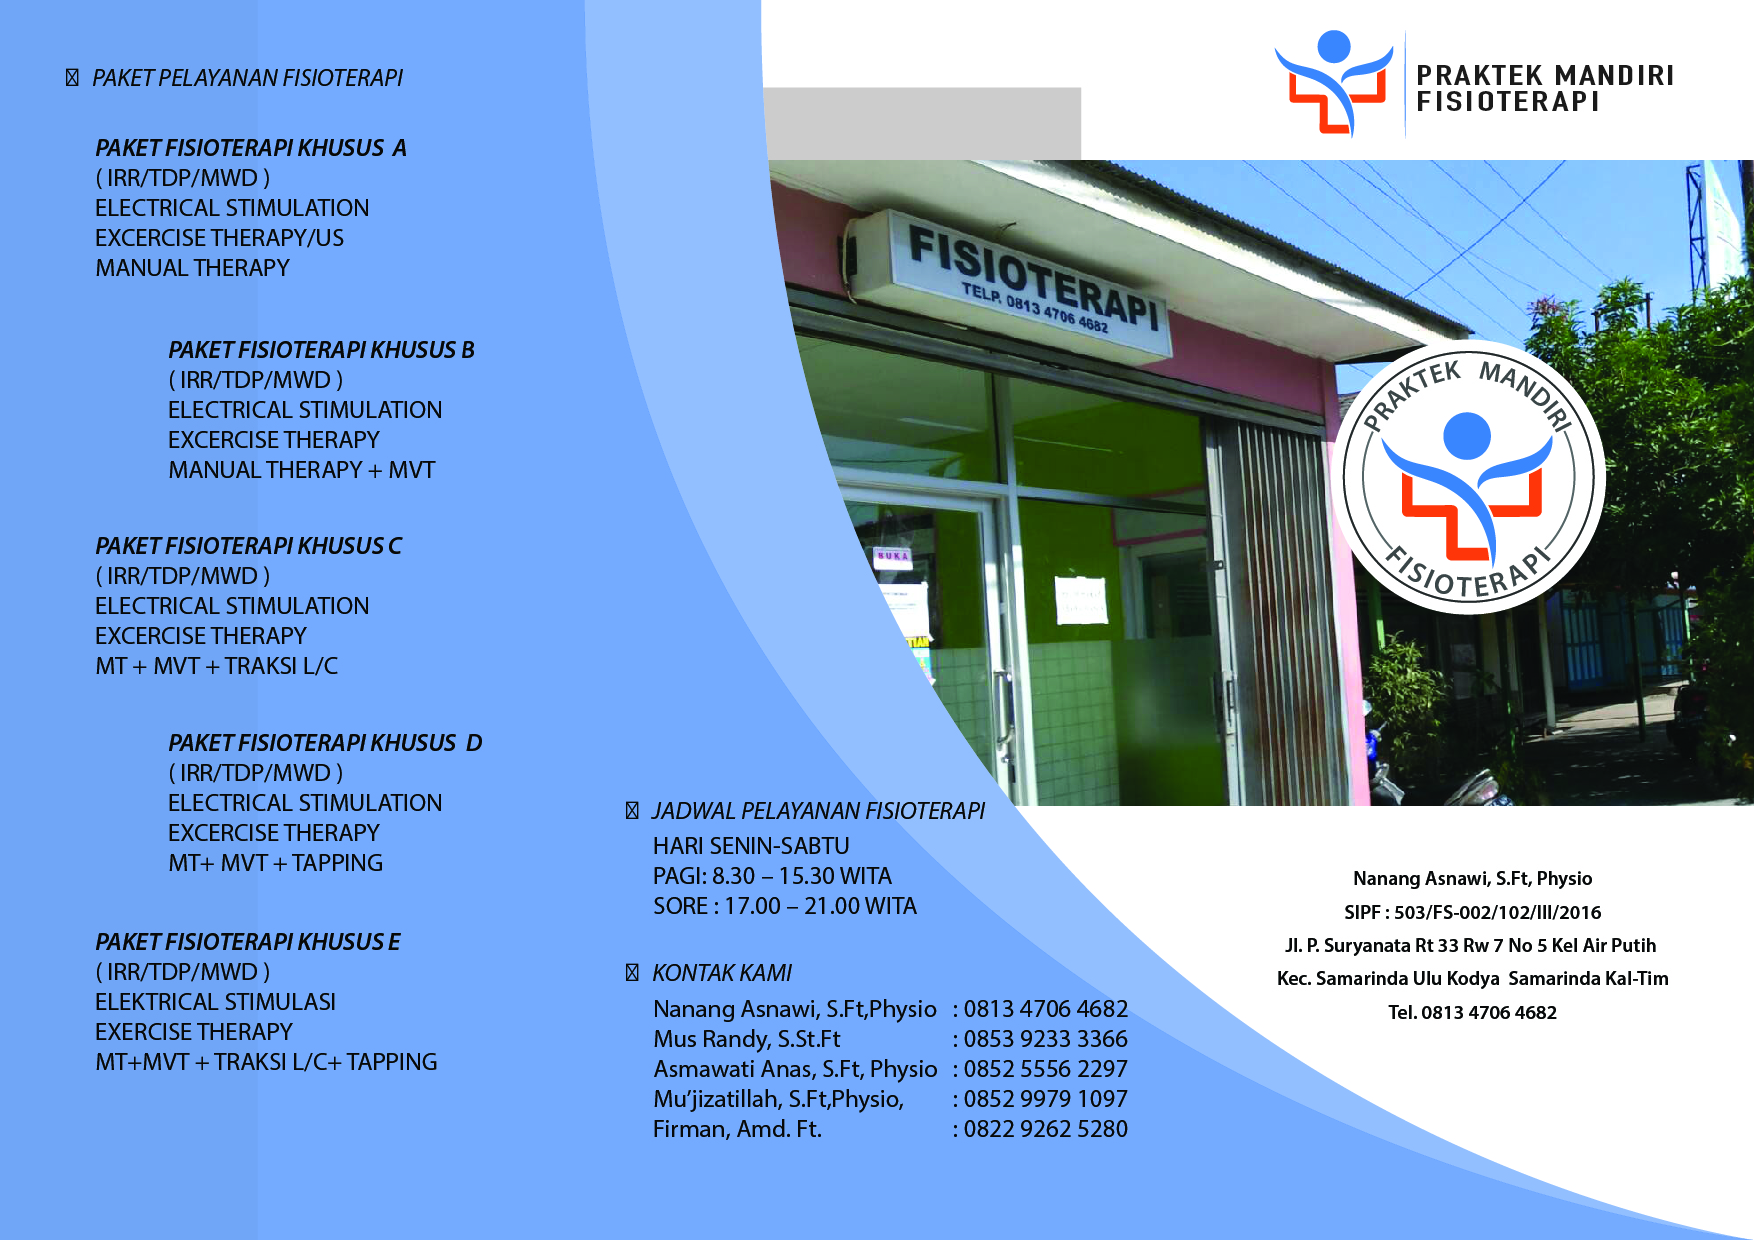 PAKET PELAYANAN FISIOTERAPI
PAKET FISIOTERAPI KHUSUS A
( IRR/TDP/MWD )
ELECTRICAL STIMULATION
EXCERCISE THERAPY/US
MANUAL THERAPY
PAKET FISIOTERAPI KHUSUS B
( IRR/TDP/MWD )
ELECTRICAL STIMULATION
EXCERCISE THERAPY
MANUAL THERAPY + MVT
PAKET FISIOTERAPI KHUSUS C
( IRR/TDP/MWD )
ELECTRICAL STIMULATION
EXCERCISE THERAPY
MT + MVT + TRAKSI L/C
PAKET FISIOTERAPI KHUSUS D
( IRR/TDP/MWD )
ELECTRICAL STIMULATION
EXCERCISE THERAPY
MT+ MVT + TAPPING
PAKET FISIOTERAPI KHUSUS E
( IRR/TDP/MWD )
ELEKTRICAL STIMULASI
EXERCISE THERAPY
MT+MVT + TRAKSI L/C+ TAPPING
JADWAL PELAYANAN FISIOTERAPI
HARI SENIN-SABTU
PAGI: 8.30 – 15.30 WITA
SORE : 17.00 – 21.00 WITA
KONTAK KAMI
Nanang Asnawi, S.Ft,Physio : 0813 4706 4682
Mus Randy, S.St.Ft : 0853 9233 3366
Asmawati Anas, S.Ft, Physio : 0852 5556 2297
Mu’jizatillah, S.Ft,Physio, : 0852 9979 1097
Firman, Amd. Ft. : 0822 9262 5280
PRAKTEK MANDIRI
FISIOTERAPI
FISIOTERAPI
TELP. 0813 4706 4682
BUKA
PRAKTEK MANDIRI
FISIOTERAPI
Nanang Asnawi, S.Ft, Physio
SIPF : 503/FS-002/102/III/2016
Jl. P. Suryanata Rt 33 Rw 7 No 5 Kel Air Putih
Kec. Samarinda Ulu Kodya Samarinda Kal-Tim
Tel. 0813 4706 4682